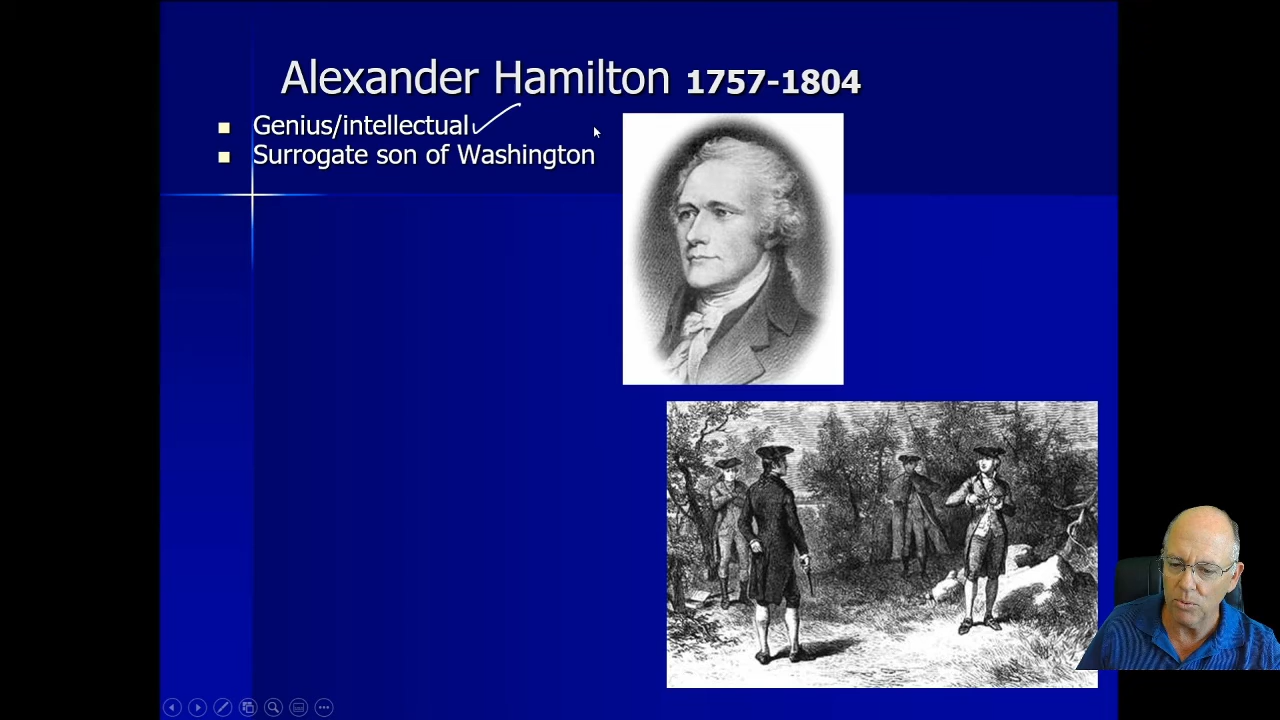 Alexander Hamilton 1757-1804
Genius/intellectual
Surrogate son of Washington